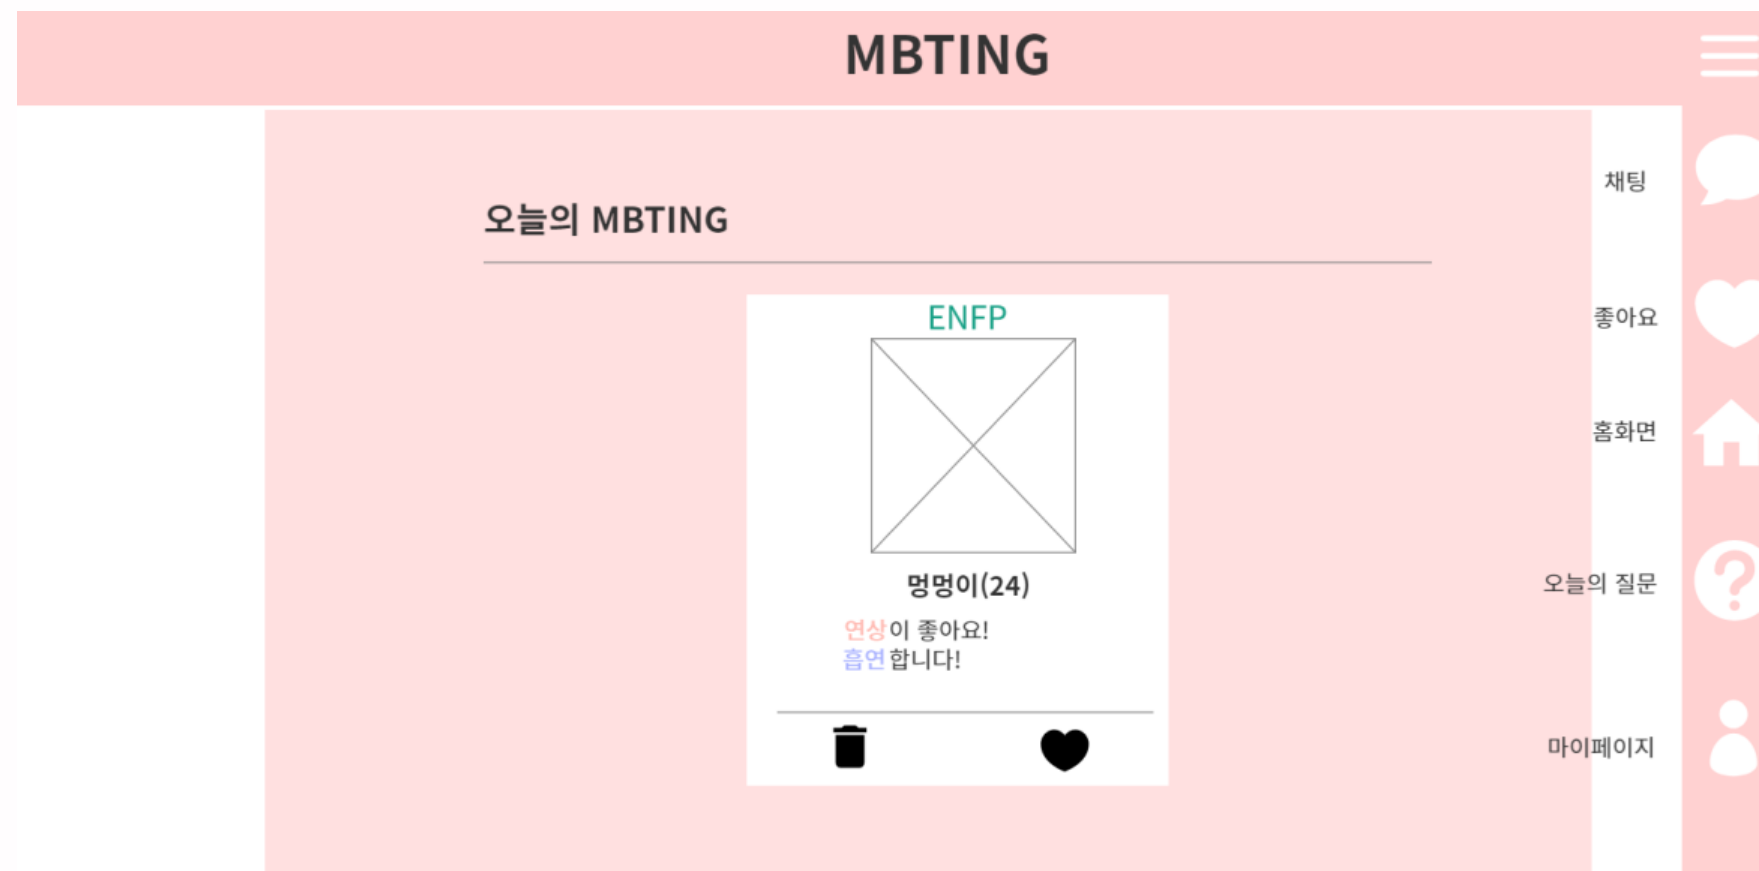 MBTING
채팅
오늘의 MBTING
ENFP
좋아요
홈화면
멍멍이(24)
오늘의 질문
연상이 좋아요!
흡연합니다!
마이페이지